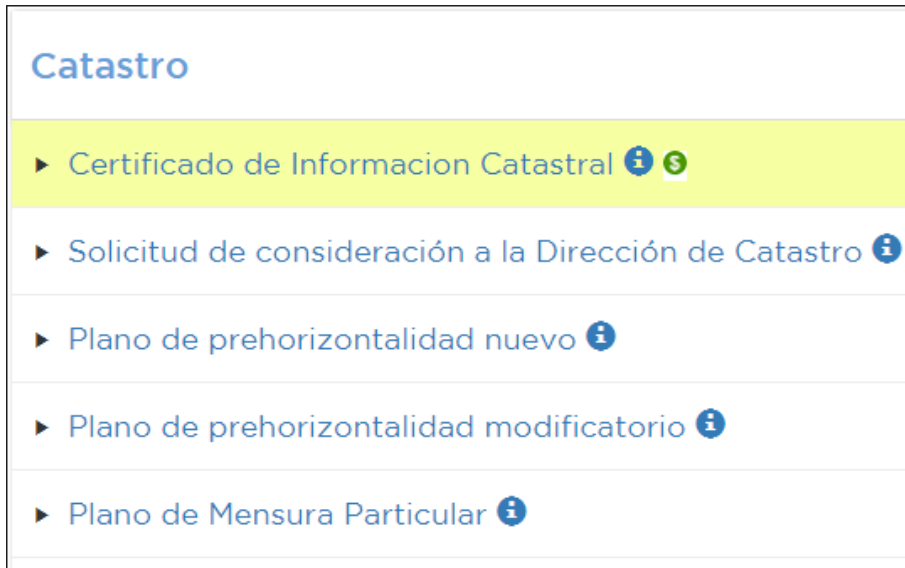 Catastro
Certificado de Informacion Catastral
Solicitud de consideración a la Dirección de Catastro
Plano de prehorizontalidad nuevo
Plano de prehorizontalidad modificatorio
Plano de Mensura Particular